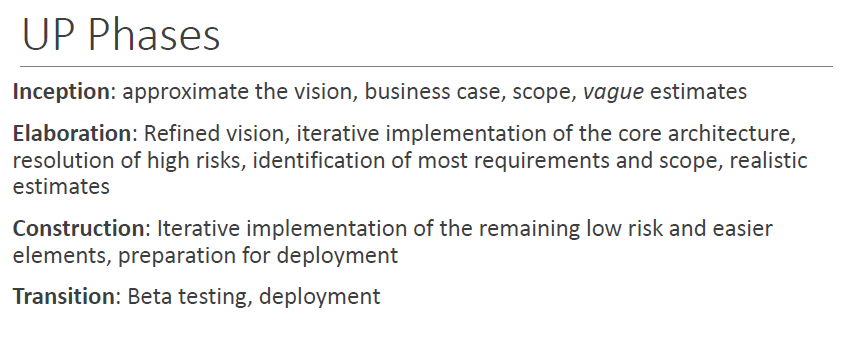 UP Phases
Inception: approximate the vision, business case, scope, vague estimates
Elaboration: Refined vision, iterative implementation of the core architecture,
resolution of high risks, identification of most requirements and scope, realistic
estimates
Construction: Iterative implementation of the remaining low risk and easier
elements, preparation for deployment
Transition: Beta testing, deployment